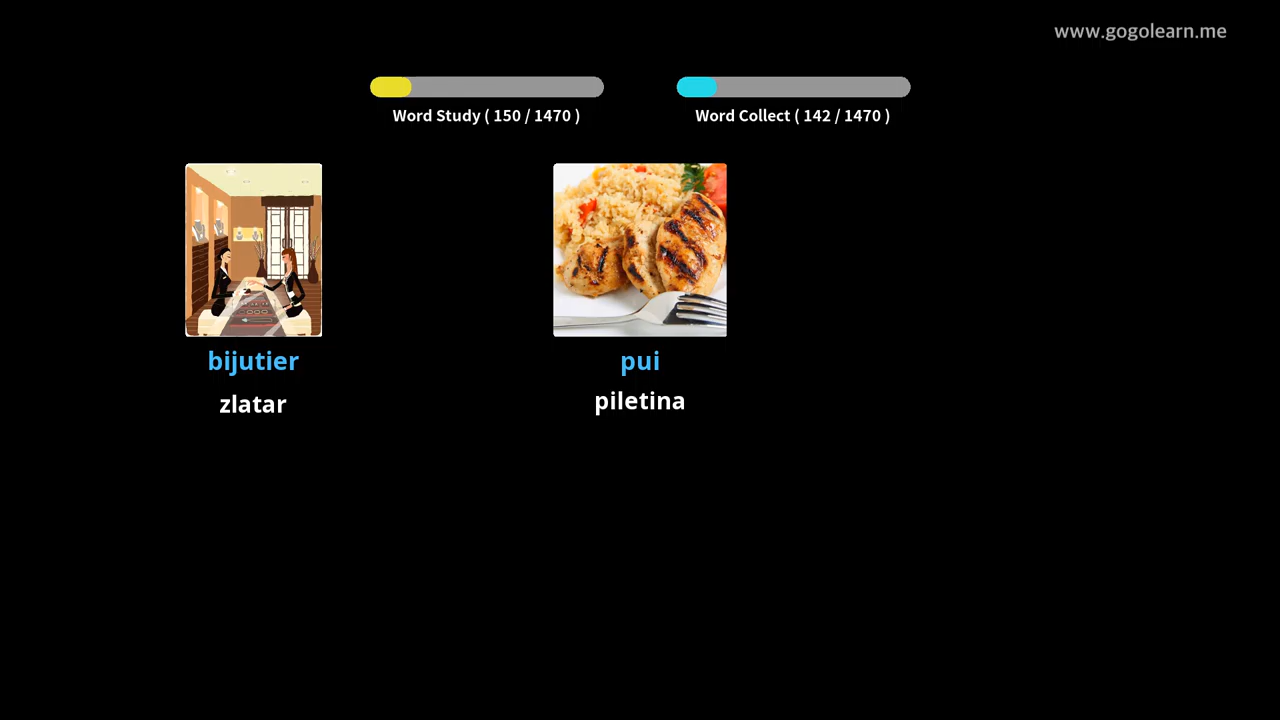 www.gogolearn.me
Word Study ( 150 / 1470 )
Word Collect ( 142 / 1470 )
bijutier
zlatar
pui
piletina